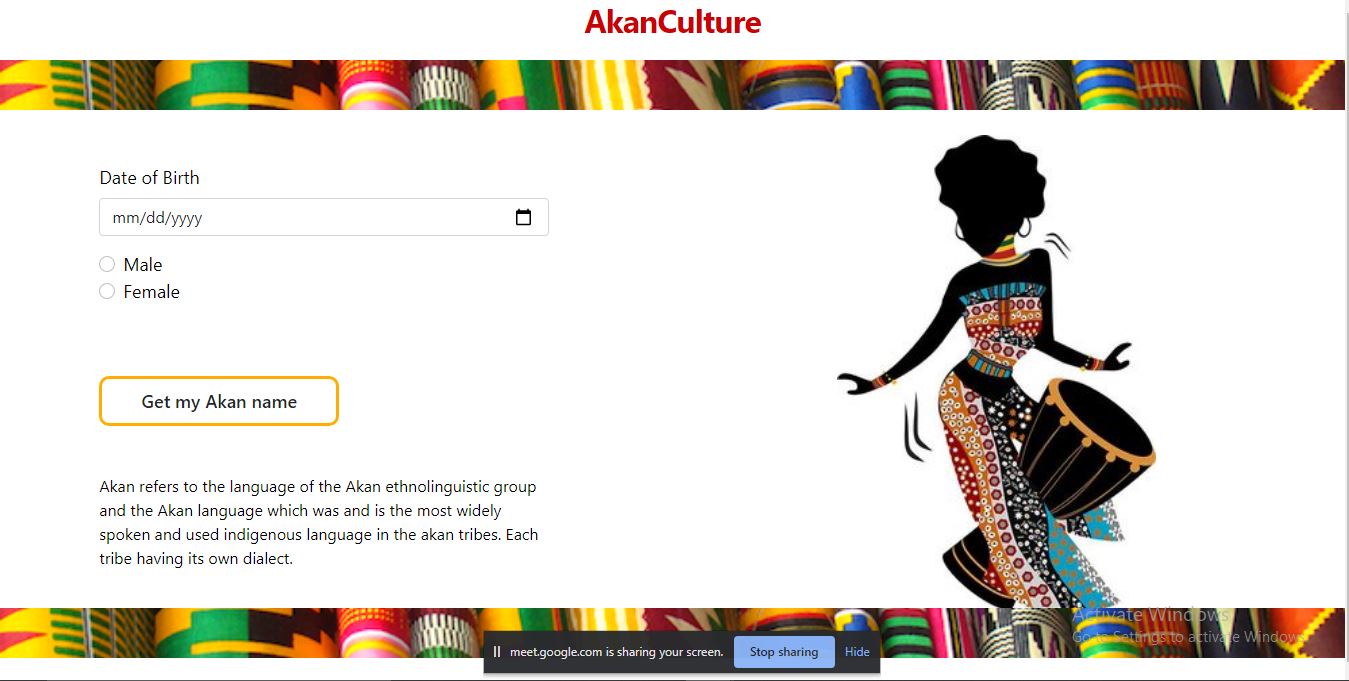 AkanCulture
Date of Birth
mm/dd/yyyy
Male
Female
Get my Akan name
Akan refers to the language of the Akan ethnolinguistic group
and the Akan language which was and is the most widely
spoken and used indigenous language in the akan tribes. Each
tribe having its own dialect.
Activate Windows
Go to Settings to activate Windows.
meet.google.com is sharing your screen. Stop sharing Hide